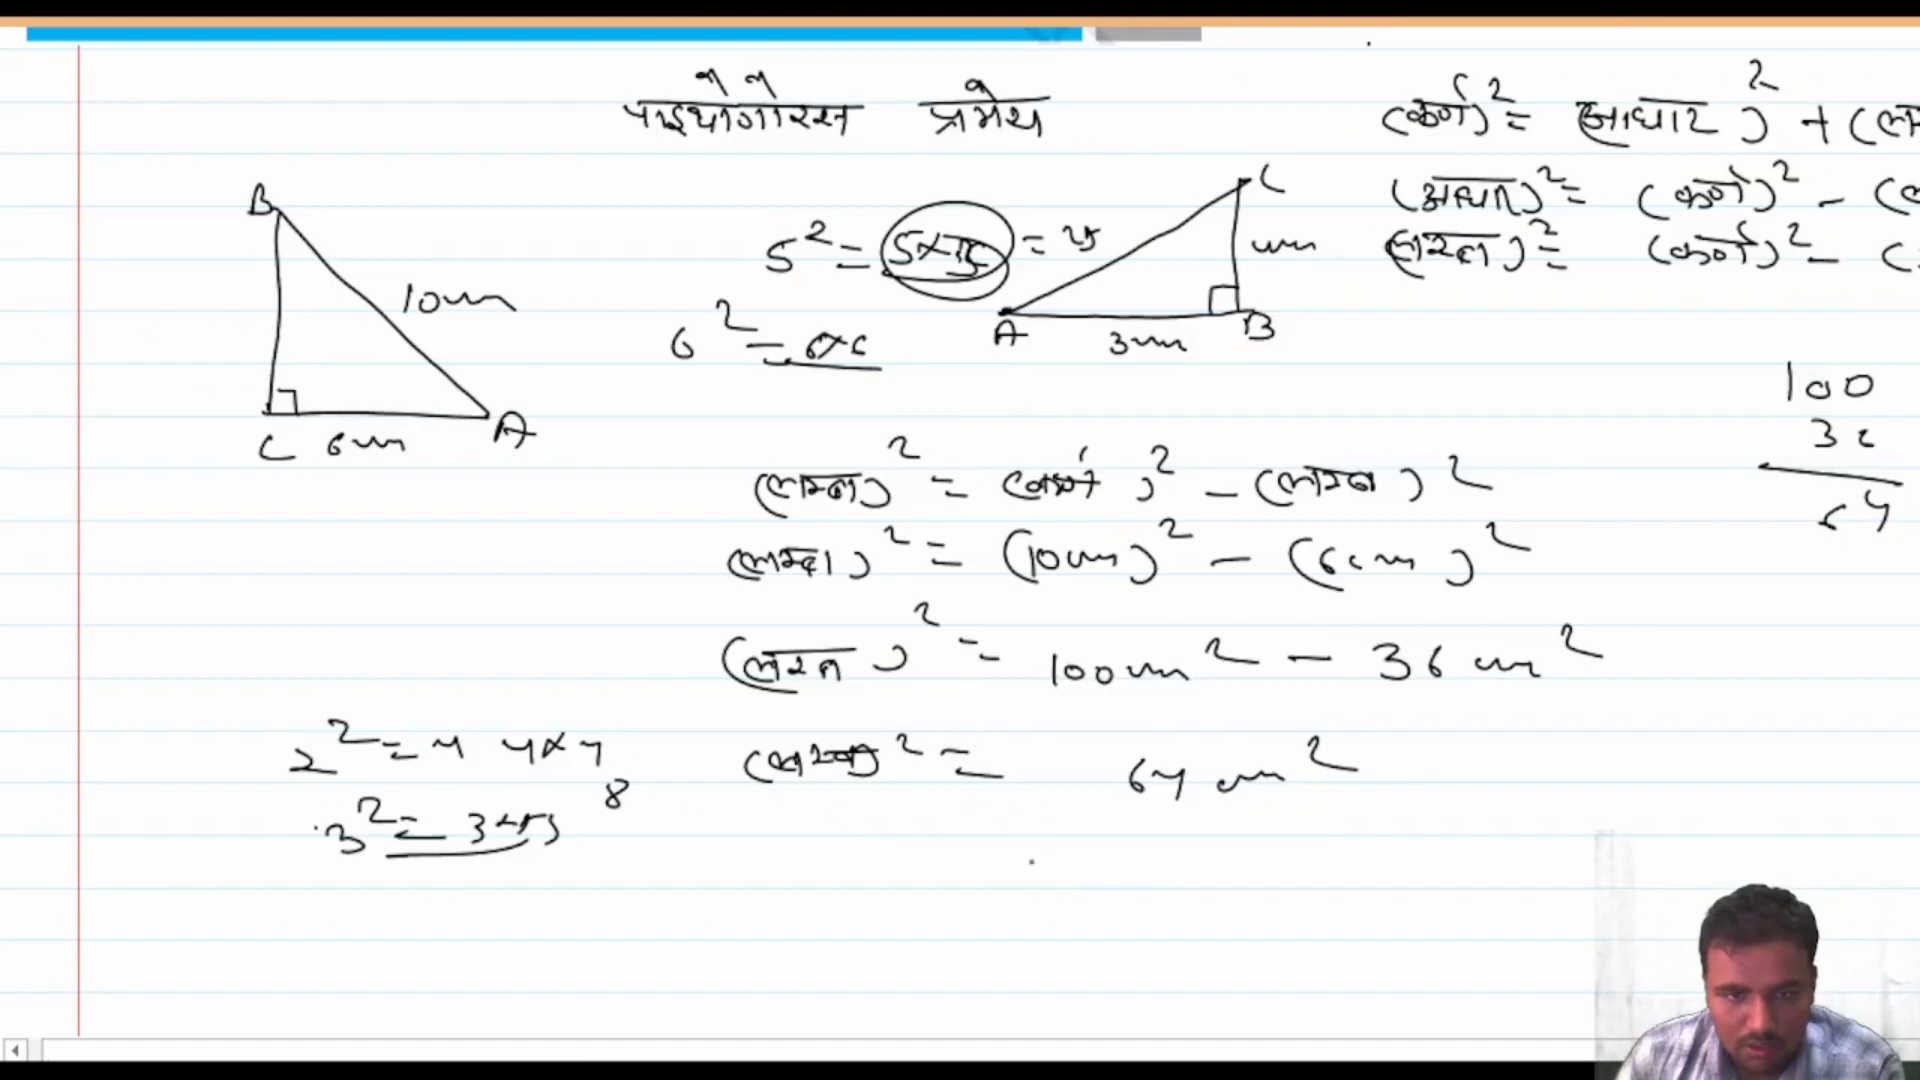 पाइथागोरस प्रमेय
(कर्ण)² = (आधार)² + (लम
(आधार)² = (कर्ण)² - (
(लम्ब)² = (कर्ण)² - (
B
10cm
C 6cm A
5² = 5×5 = 25
6² = 6×6
C
cm
A 3cm B
100
36
64
(लम्ब)² = (कर्ण)² - (लम्ब)²
(लम्ब)² = (10cm)² - (6cm)²
(लम्ब)² = 100cm² - 36cm²
(लम्ब)² = 64cm²
2² = 4 4×4
8
3² = 3×3